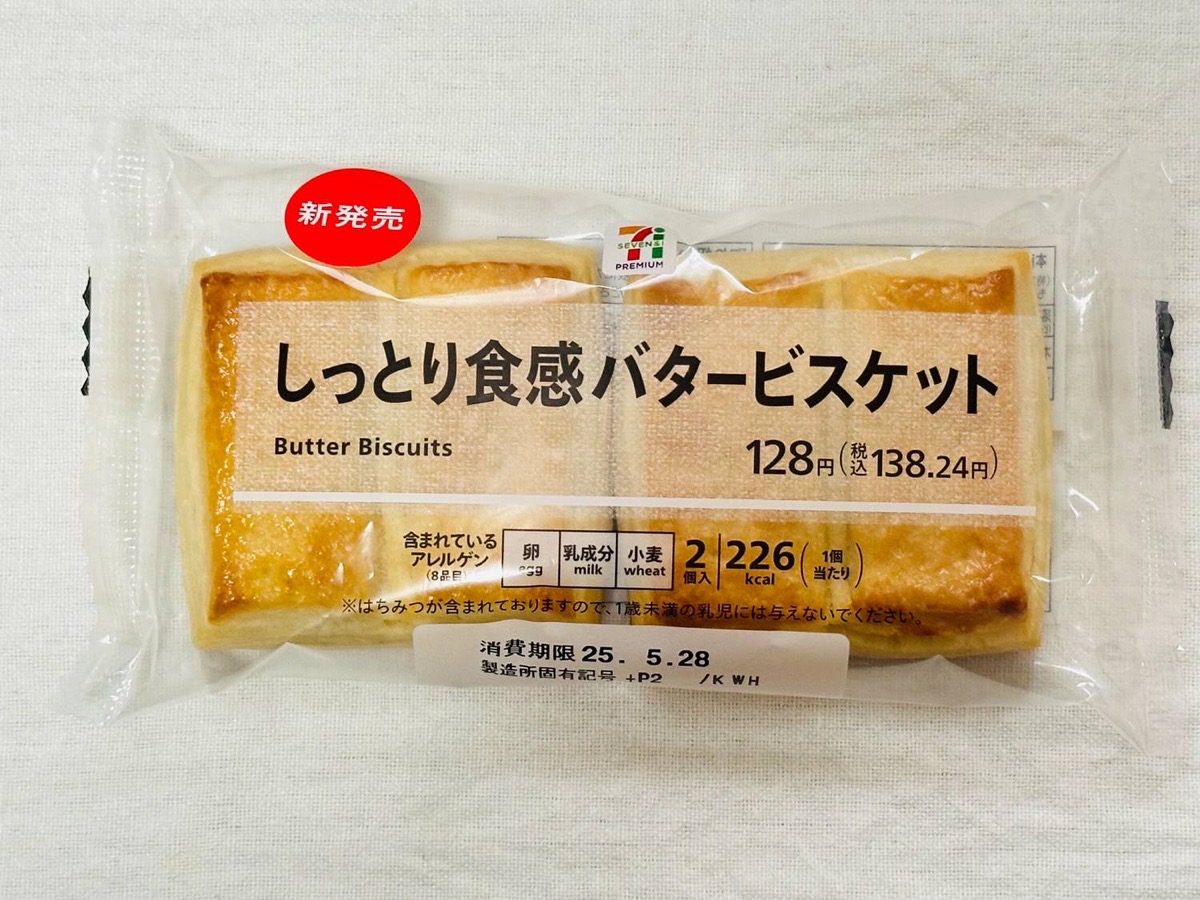 新発売
SEVEN&i
PREMIUM
しっとり食感バタービスケット
Butter Biscuits
128円(税込138.24円)
含まれている
アレルゲン
(8品目)
卵 乳成分 小麦
egg milk wheat
2個入 226kcal (1個当たり)
※はちみつが含まれておりますので、1歳未満の乳児には与えないでください。
消費期限 25. 5.28
製造所固有記号 +P2 /KWH